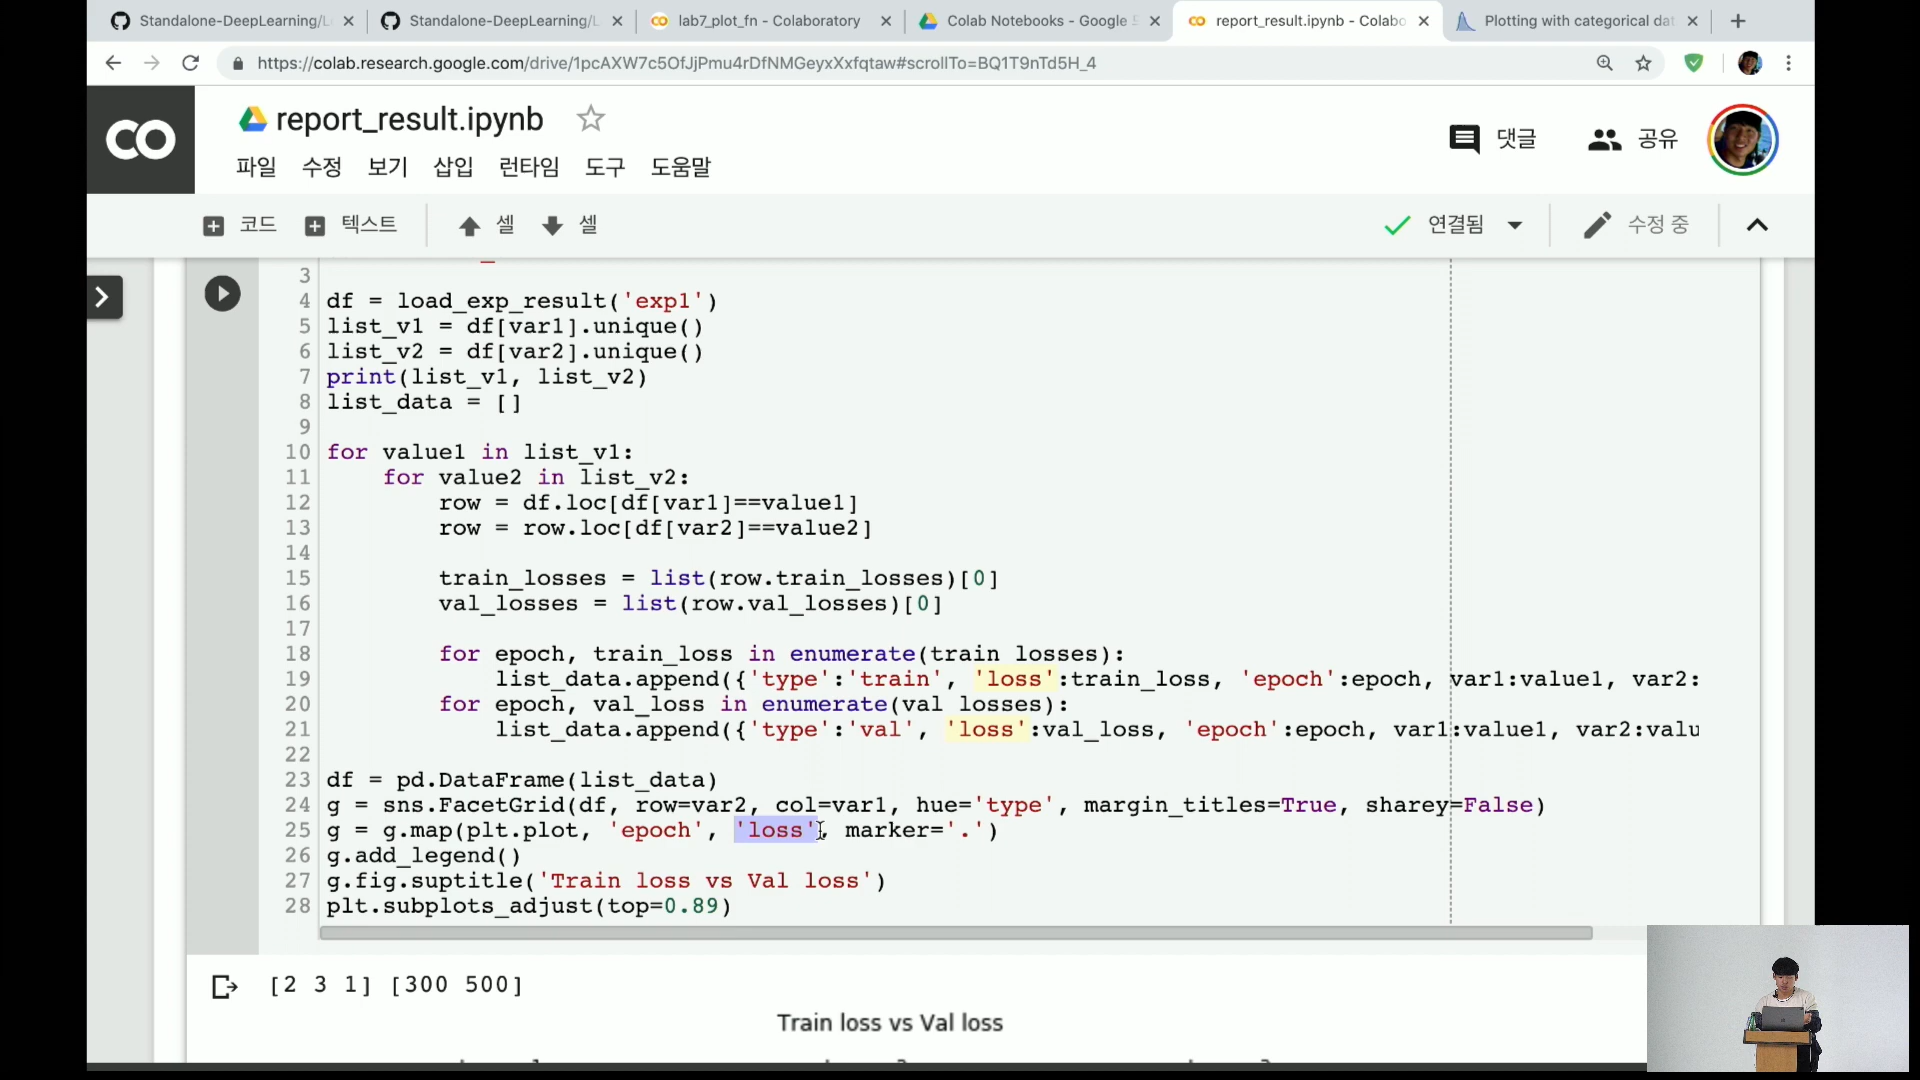 Standalone-DeepLearning/L
Standalone-DeepLearning/L
lab7_plot_fn - Colaboratory
Colab Notebooks - Google
report_result.ipynb - Colabo
Plotting with categorical dat
https://colab.research.google.com/drive/1pcAXW7c5OfJjPmu4rDfNMGeyxXxfqtaw#scrollTo=BQ1T9nTd5H_4
CO
report_result.ipynb
댓글
공유
파일 수정 보기 삽입 런타임 도구 도움말
코드 텍스트 셀 셀
연결됨
수정 중
3
4 df = load_exp_result('exp1')
5 list_v1 = df[var1].unique()
6 list_v2 = df[var2].unique()
7 print(list_v1, list_v2)
8 list_data = []
9
10 for value1 in list_v1:
11 for value2 in list_v2:
12 row = df.loc[df[var1]==value1]
13 row = row.loc[df[var2]==value2]
14
15 train_losses = list(row.train_losses)[0]
16 val_losses = list(row.val_losses)[0]
17
18 for epoch, train_loss in enumerate(train_losses):
19 list_data.append({'type':'train', 'loss':train_loss, 'epoch':epoch, var1:value1, var2:
20 for epoch, val_loss in enumerate(val_losses):
21 list_data.append({'type':'val', 'loss':val_loss, 'epoch':epoch, var1:value1, var2:valu
22
23 df = pd.DataFrame(list_data)
24 g = sns.FacetGrid(df, row=var2, col=var1, hue='type', margin_titles=True, sharey=False)
25 g = g.map(plt.plot, 'epoch', 'loss', marker='.')
26 g.add_legend()
27 g.fig.suptitle('Train loss vs Val loss')
28 plt.subplots_adjust(top=0.89)
[2 3 1] [300 500]
Train loss vs Val loss